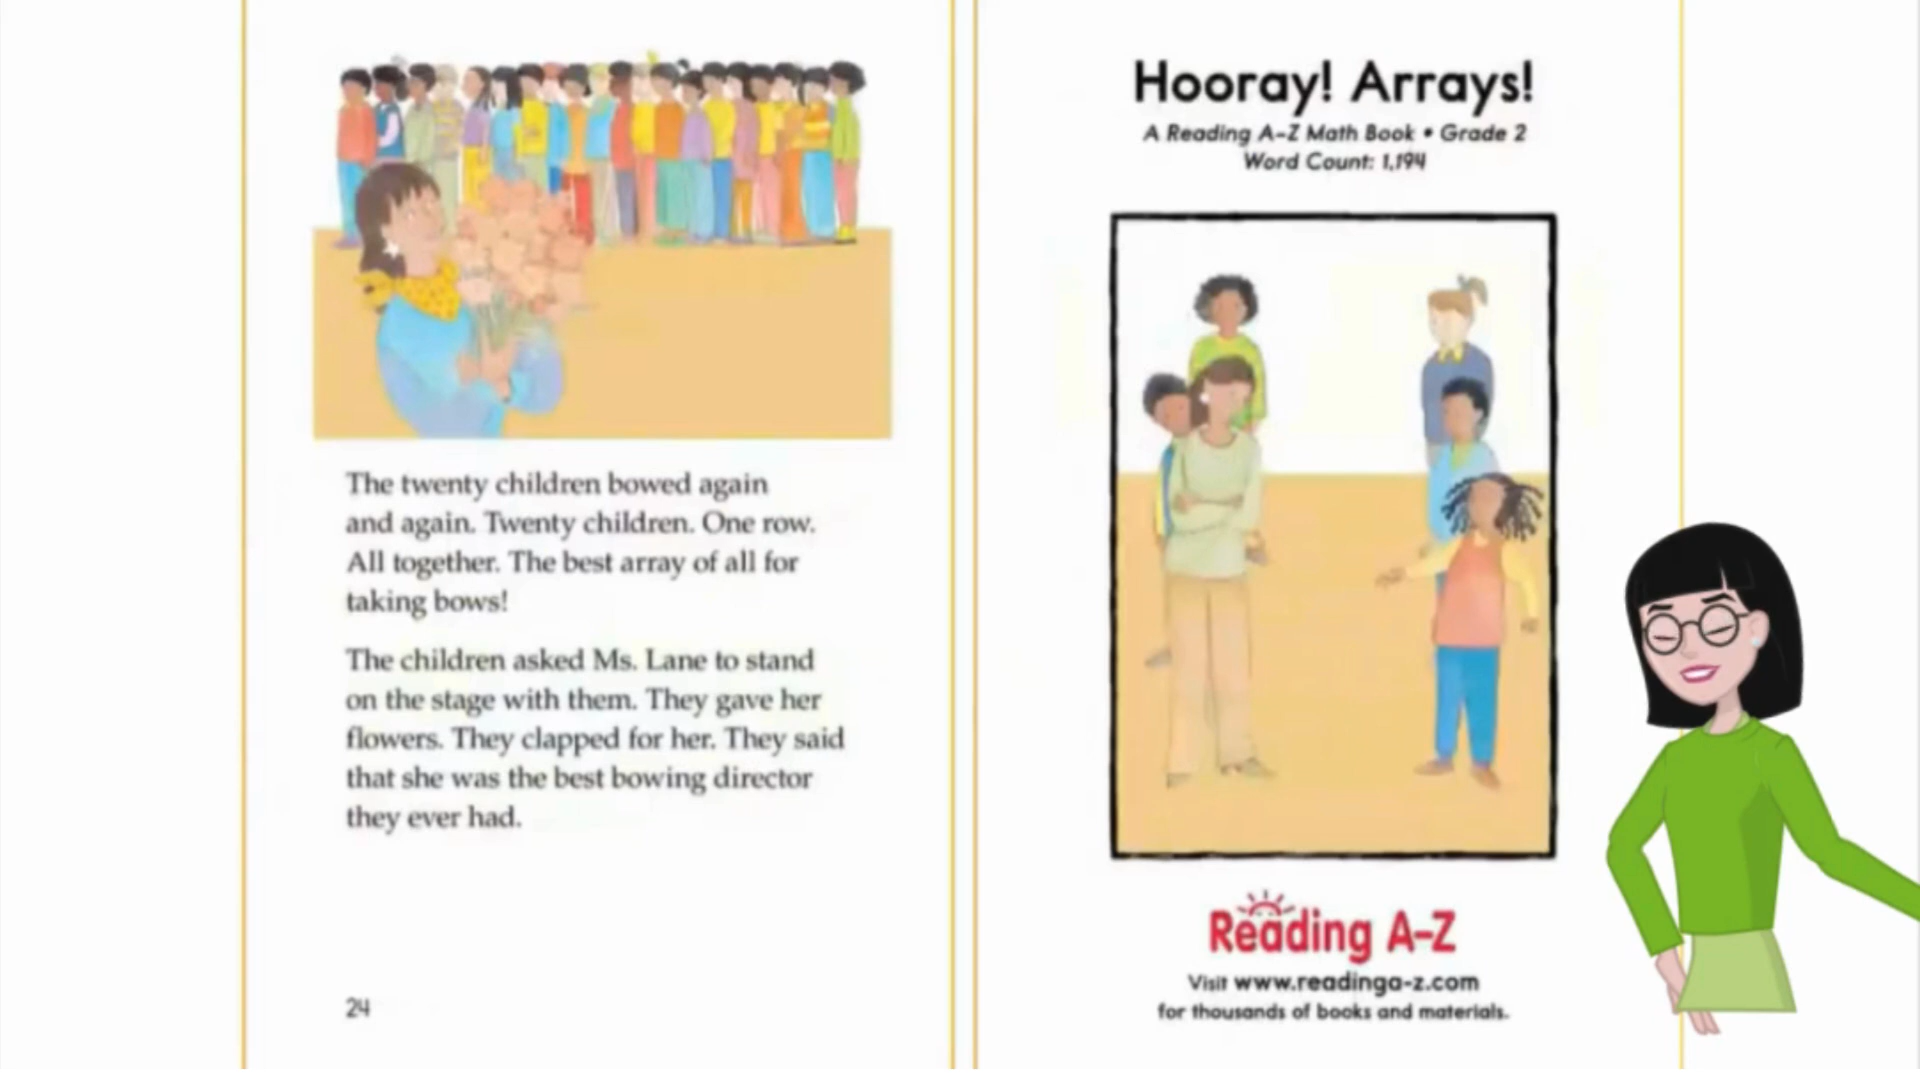 The twenty children bowed again
and again. Twenty children. One row.
All together. The best array of all for
taking bows!
The children asked Ms. Lane to stand
on the stage with them. They gave her
flowers. They clapped for her. They said
that she was the best bowing director
they ever had.
24
Hooray! Arrays!
A Reading A–Z Math Book • Grade 2
Word Count: 1,194
Reading A–Z
Visit www.readinga-z.com
for thousands of books and materials.